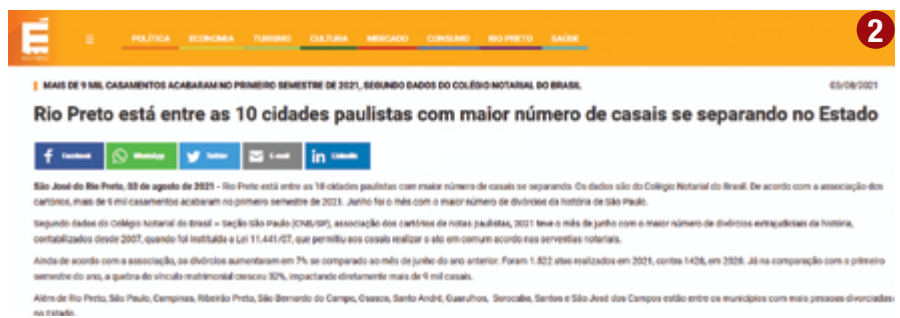 2
É
POLÍTICA ECONOMIA TURISMO CULTURA MERCADO CONSUMO RIO PRETO SAÚDE
MAIS DE 9 MIL CASAMENTOS ACABARAM NO PRIMEIRO SEMESTRE DE 2021, SEGUNDO DADOS DO COLÉGIO NOTARIAL DO BRASIL 03/08/2021
Rio Preto está entre as 10 cidades paulistas com maior número de casais se separando no Estado
Facebook WhatsApp Twitter E-mail LinkedIn
São José do Rio Preto, 03 de agosto de 2021 - Rio Preto está entre as 10 cidades paulistas com maior número de casais se separando. Os dados são do Colégio Notarial do Brasil. De acordo com a associação dos
cartórios, mais de 9 mil casamentos acabaram no primeiro semestre de 2021. Junho foi o mês com o maior número de divórcios da história de São Paulo.
Segundo dados do Colégio Notarial do Brasil – Seção São Paulo (CNB/SP), associação dos cartórios de notas paulistas, 2021 teve o mês de junho com o maior número de divórcios extrajudiciais da história,
contabilizados desde 2007, quando foi instituída a Lei 11.441/07, que permitiu aos casais realizar o ato em comum acordo nas serventias notariais.
Ainda de acordo com a associação, os divórcios aumentaram em 7% se comparado ao mês de junho do ano anterior. Foram 1.522 atos realizados em 2021, contra 1428, em 2020. Já na comparação com o primeiro
semestre do ano, a quebra do vínculo matrimonial cresceu 30%, impactando diretamente mais de 9 mil casais.
Além de Rio Preto, São Paulo, Campinas, Ribeirão Preto, São Bernardo do Campo, Osasco, Santo André, Guarulhos, Sorocaba, Santos e São José dos Campos estão entre os municípios com mais pessoas divorciadas
no Estado.